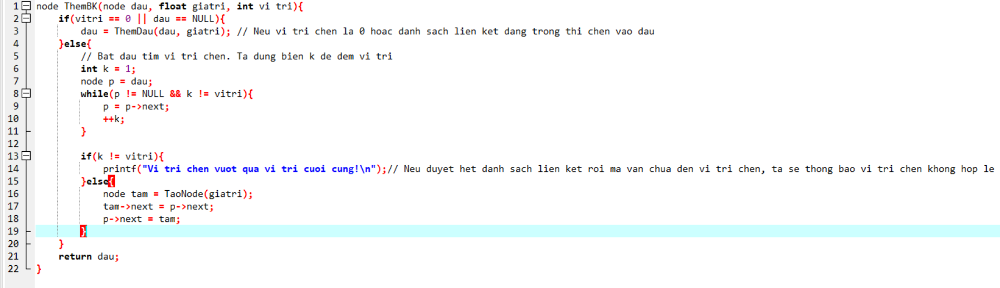 1 node ThemBK(node dau, float giatri, int vi tri){
2 if(vitri == 0 || dau == NULL){
3 dau = ThemDau(dau, giatri); // Neu vi tri chen la 0 hoac danh sach lien ket dang trong thi chen vao dau
4 }else{
5 // Bat dau tim vi tri chen. Ta dung bien k de dem vi tri
6 int k = 1;
7 node p = dau;
8 while(p != NULL && k != vitri){
9 p = p->next;
10 ++k;
11 }
12
13 if(k != vitri){
14 printf("Vi tri chen vuot qua vi tri cuoi cung!\n");// Neu duyet het danh sach lien ket roi ma van chua den vi tri chen, ta se thong bao vi tri chen khong hop le
15 }else{
16 node tam = TaoNode(giatri);
17 tam->next = p->next;
18 p->next = tam;
19 }
20 }
21 return dau;
22 }